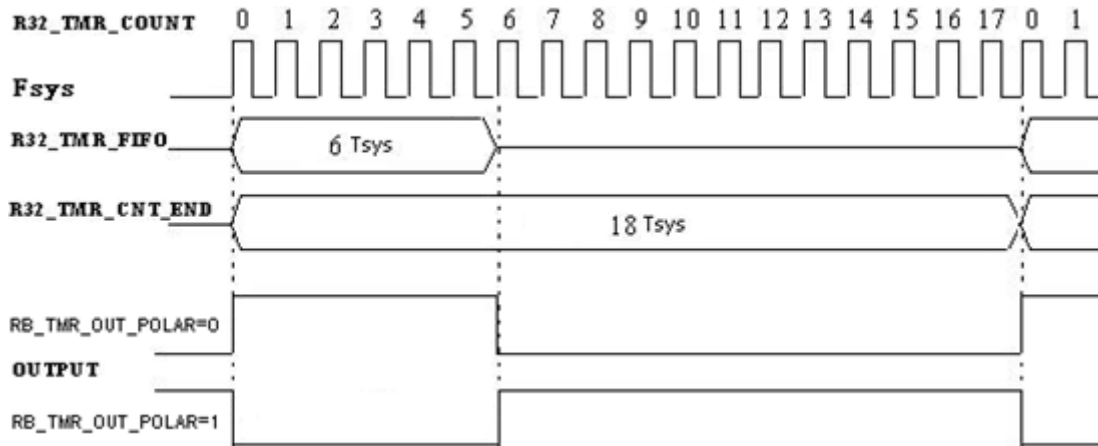 R32_TMR_COUNT 0 1 2 3 4 5 6 7 8 9 10 11 12 13 14 15 16 17 0 1
Fsys
R32_TMR_FIFO 6 Tsys
R32_TMR_CNT_END 18 Tsys
RB_TMR_OUT_POLAR=0
OUTPUT
RB_TMR_OUT_POLAR=1